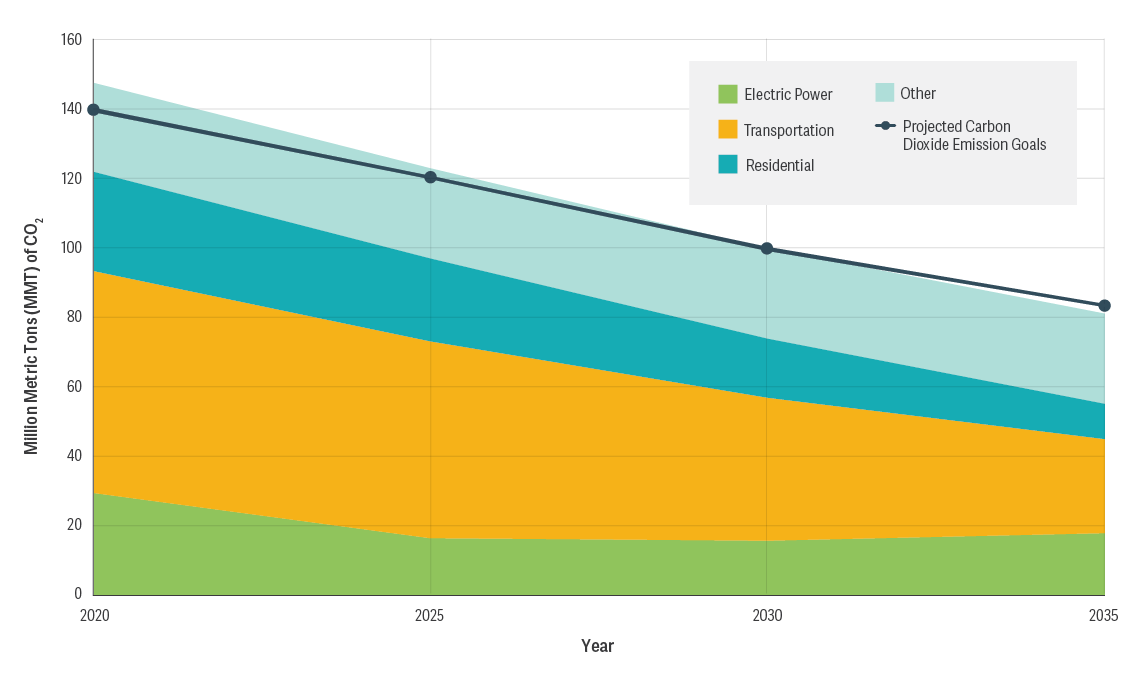 160
140
120
100
80
60
40
20
0
Million Metric Tons (MMT) of CO2
2020
2025
2030
2035
Year
Electric Power
Transportation
Residential
Other
Projected Carbon
Dioxide Emission Goals